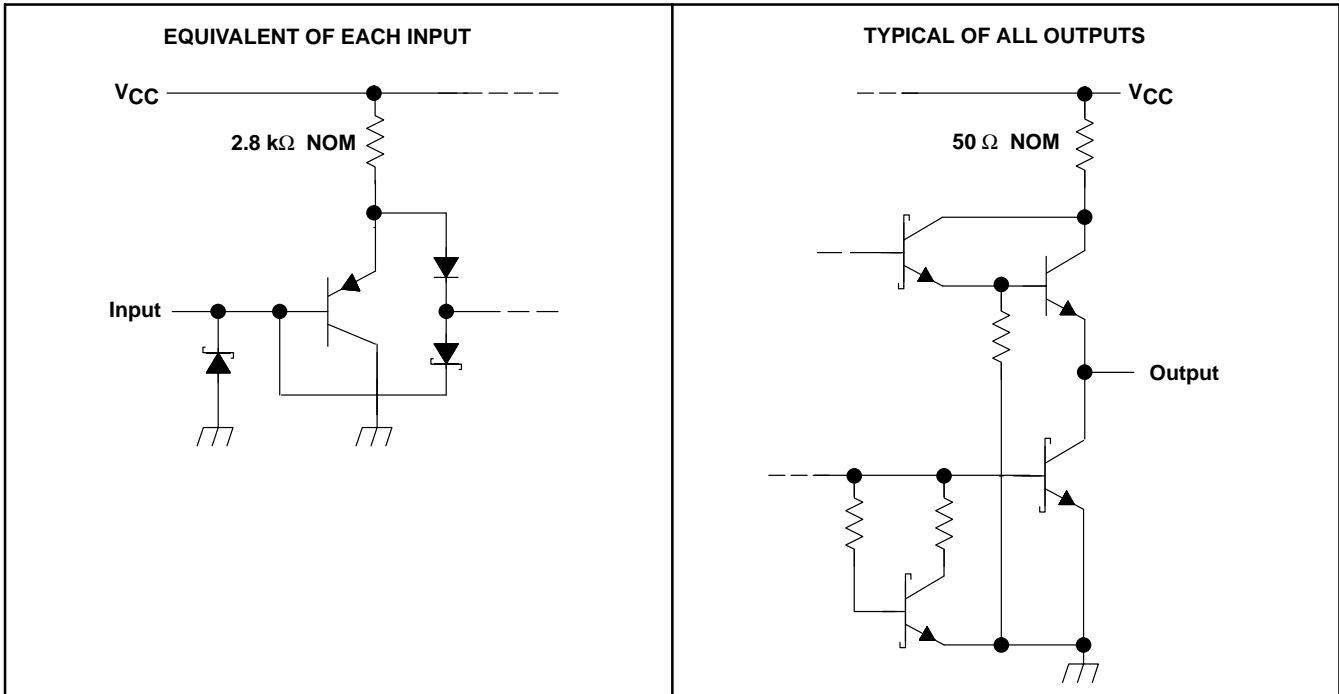 EQUIVALENT OF EACH INPUT
VCC
2.8 kΩ NOM
Input
TYPICAL OF ALL OUTPUTS
VCC
50 Ω NOM
Output